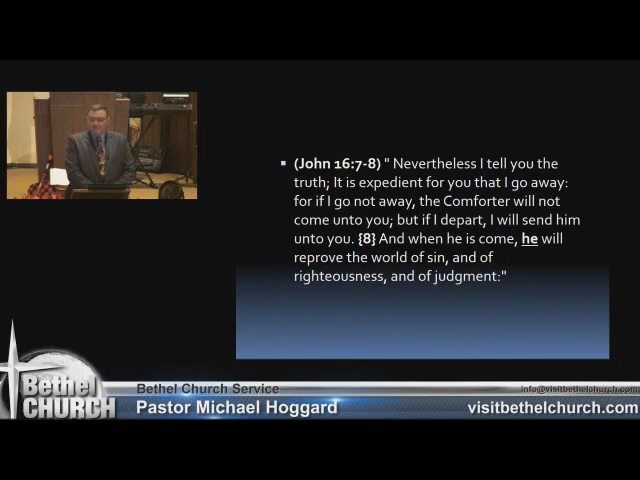 (John 16:7-8) " Nevertheless I tell you the
truth; It is expedient for you that I go away:
for if I go not away, the Comforter will not
come unto you; but if I depart, I will send him
unto you. {8} And when he is come, he will
reprove the world of sin, and of
righteousness, and of judgment:"
Bethel
CHURCH
Bethel Church Service
info@visitbethelchurch.com
Pastor Michael Hoggard
visitbethelchurch.com